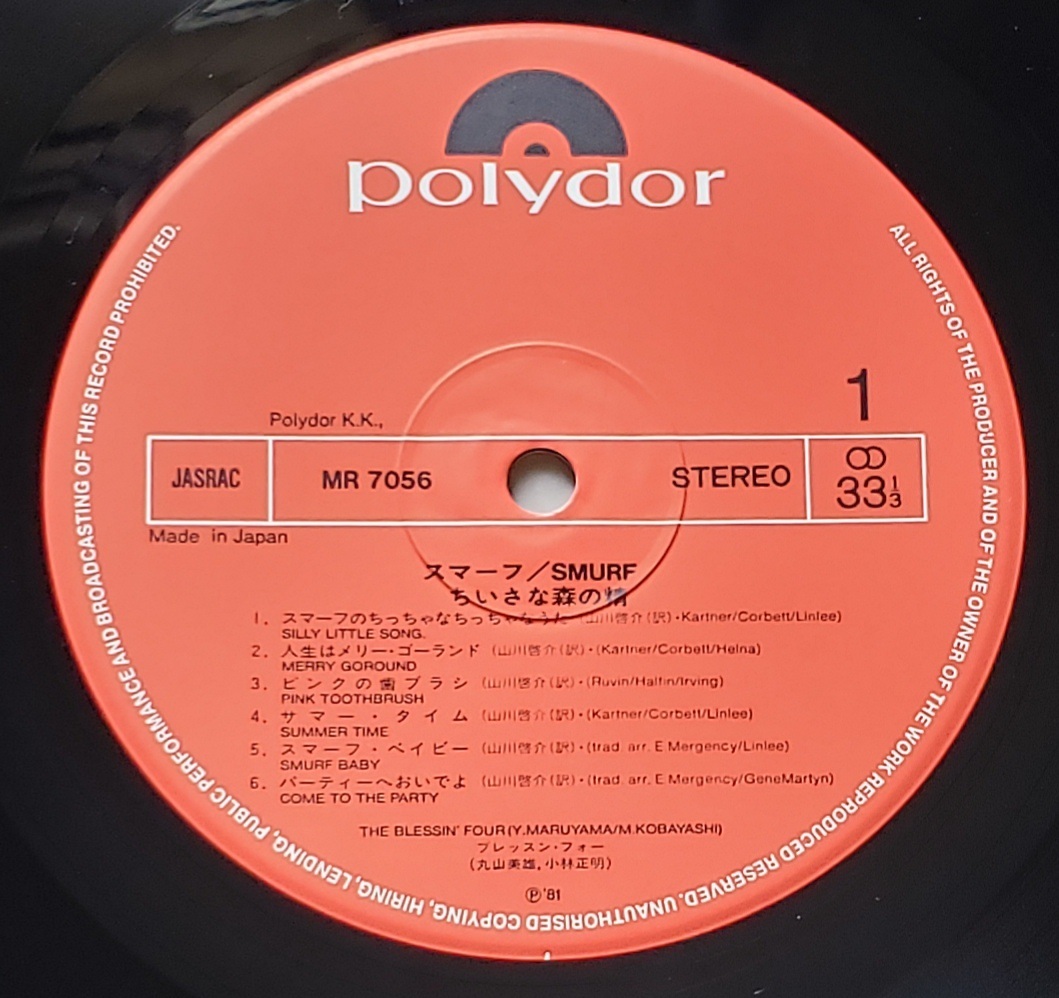 polydor
Polydor K.K.,
1
JASRAC
MR 7056
STEREO
33 1/3
Made in Japan
スマーフ／SMURF
ちいさな森の精
1. スマーフのちっちゃなちっちゃなうた (山川啓介(訳)・Kartner/Corbett/Linlee)
SILLY LITTLE SONG.
2. 人生はメリー・ゴーランド (山川啓介(訳)・(Kartner/Corbett/Helna)
MERRY GOROUND
3. ピンクの歯ブラシ (山川啓介(訳)・(Ruvin/Halfin/Irving)
PINK TOOTHBRUSH
4. サマー・タイム (山川啓介(訳)・(Kartner/Corbett/Linlee)
SUMMER TIME
5. スマーフ・ベイビー (山川啓介(訳)・(trad. arr. E Mergency/Linlee)
SMURF BABY
6. パーティーへおいでよ (山川啓介(訳)・(trad. arr. E Mergency/GeneMartyn)
COME TO THE PARTY
THE BLESSIN' FOUR(Y.MARUYAMA/M.KOBAYASHI)
ブレッスン・フォー
(丸山美雄, 小林正明)
Ⓟ'81
ALL RIGHTS OF THE PRODUCER AND OF THE OWNER OF THE WORK REPRODUCED RESERVED. UNAUTHORISED COPYING, HIRING, LENDING, PUBLIC PERFORMANCE AND BROADCASTING OF THIS RECORD PROHIBITED.